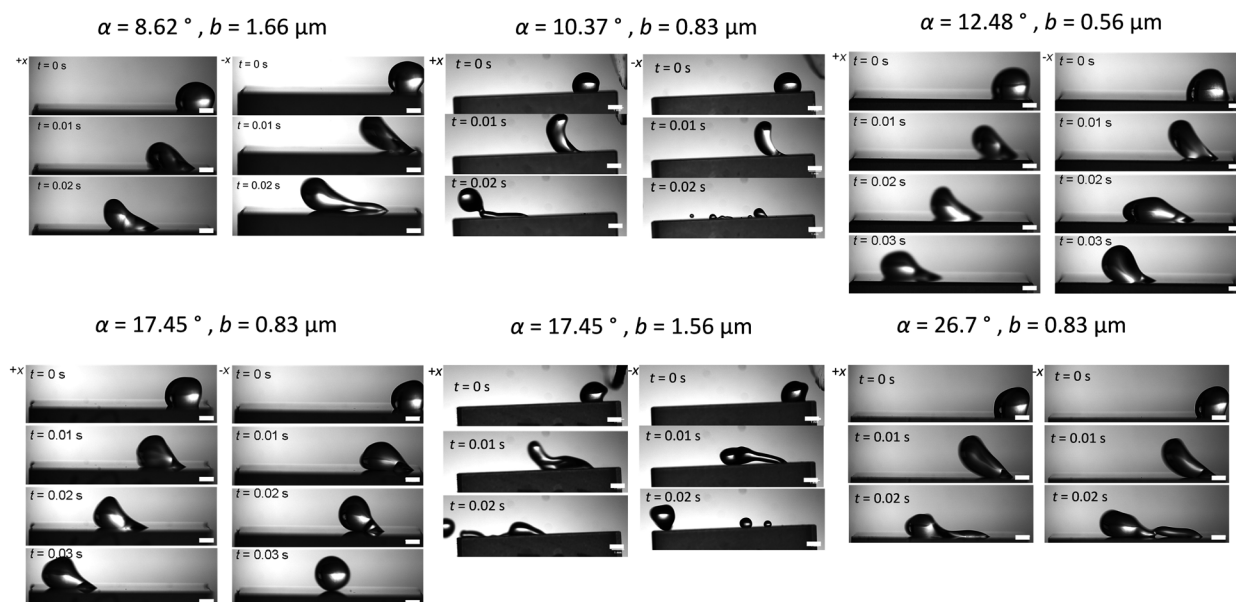 α = 8.62 ° , b = 1.66 μm
+x
t = 0 s
t = 0.01 s
t = 0.02 s
-x
t = 0 s
t = 0.01 s
t = 0.02 s
α = 10.37 ° , b = 0.83 μm
+x
t = 0 s
t = 0.01 s
t = 0.02 s
-x
t = 0 s
t = 0.01 s
t = 0.02 s
α = 12.48 ° , b = 0.56 μm
+x
t = 0 s
t = 0.01 s
t = 0.02 s
t = 0.03 s
-x
t = 0 s
t = 0.01 s
t = 0.02 s
t = 0.03 s
α = 17.45 ° , b = 0.83 μm
+x
t = 0 s
t = 0.01 s
t = 0.02 s
t = 0.03 s
-x
t = 0 s
t = 0.01 s
t = 0.02 s
t = 0.03 s
α = 17.45 ° , b = 1.56 μm
+x
t = 0 s
t = 0.01 s
t = 0.02 s
-x
t = 0 s
t = 0.01 s
t = 0.02 s
α = 26.7 ° , b = 0.83 μm
+x
t = 0 s
t = 0.01 s
t = 0.02 s
-x
t = 0 s
t = 0.01 s
t = 0.02 s